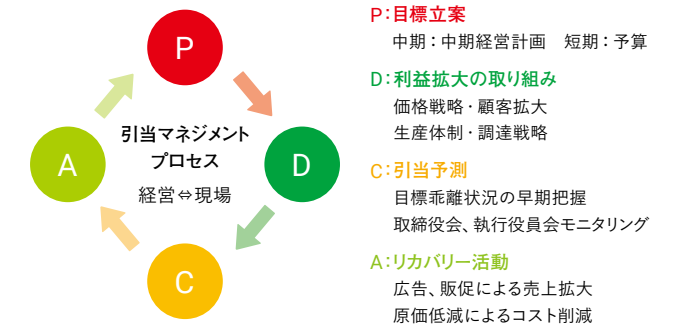 P
D
C
A
引当マネジメント
プロセス
経営⇔現場
P:目標立案
中期：中期経営計画　短期：予算
D:利益拡大の取り組み
価格戦略・顧客拡大
生産体制・調達戦略
C:引当予測
目標乖離状況の早期把握
取締役会、執行役員会モニタリング
A:リカバリー活動
広告、販促による売上拡大
原価低減によるコスト削減